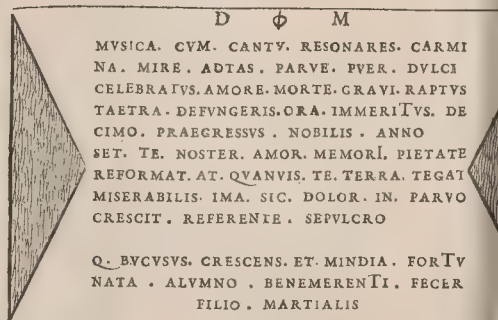 D ϕ M
MVSICA. CVM. CANTV. RESONARES. CARMI
NA. MIRE. ADTAS. PARVE. PVER. DVLCI
CELEBRATVS. AMORE. MORTE. GRAVI. RAPTVS
TAETRA. DEFVNGERIS. ORA. IMMERITVS. DE
CIMO. PRAEGRESSVS. NOBILIS. ANNO
SET. TE. NOSTER. AMOR. MEMORI. PIETATE
REFORMAT. AT. QVANVIS. TE. TERRA. TEGAT
MISERABILIS. IMA. SIC. DOLOR. IN. PARVO
CRESCIT. REFERENTE. SEPVLCRO
Q. BVCVSVS. CRESCENS. ET. MINDIA. FORTV
NATA. ALVMNO. BENEMERENTI. FECER
FILIO. MARTIALIS